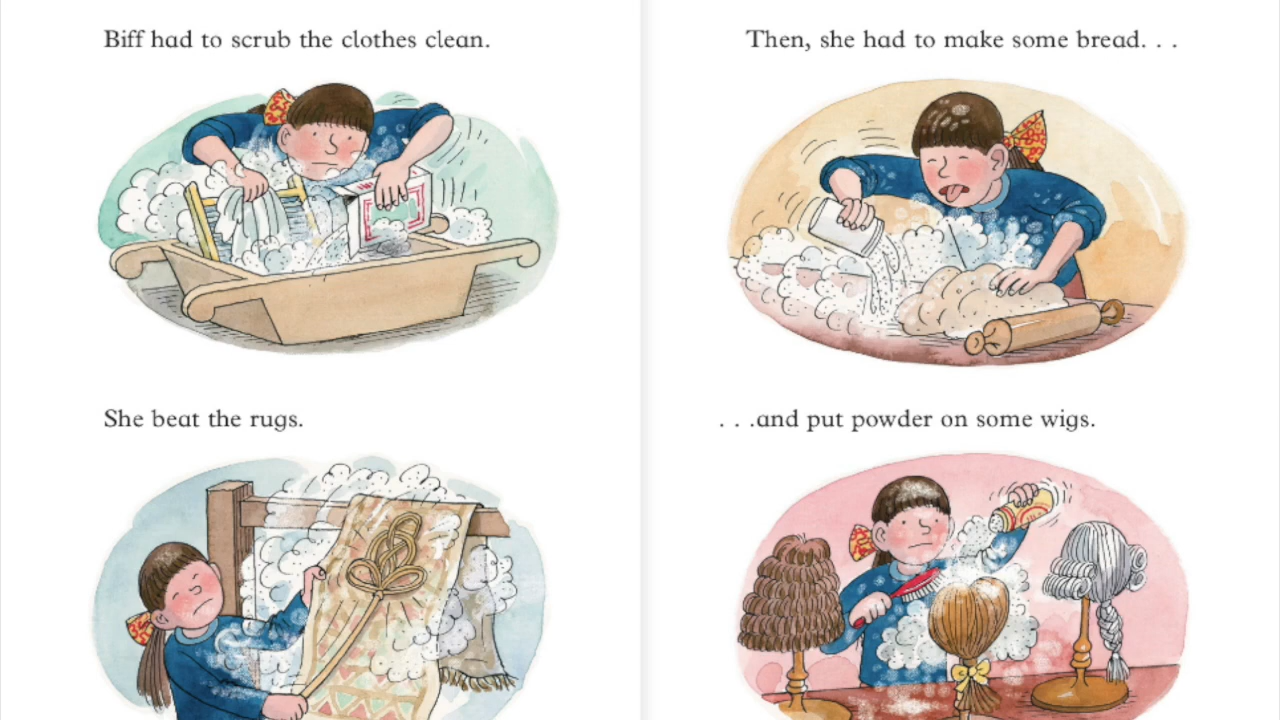 Biff had to scrub the clothes clean.
She beat the rugs.
Then, she had to make some bread. . .
. . .and put powder on some wigs.